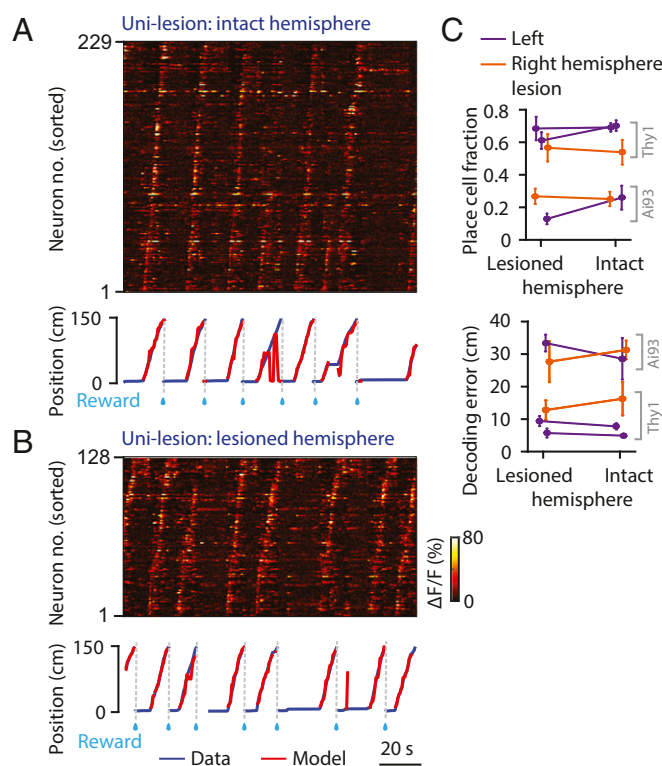 A
Uni-lesion: intact hemisphere
229
Neuron no. (sorted)
1
150
Position (cm)
0
Reward
B
Uni-lesion: lesioned hemisphere
128
Neuron no. (sorted)
1
80
ΔF/F (%)
0
150
Position (cm)
0
Reward
Data
Model
20 s
C
Left
Right hemisphere
lesion
0.8
0.6
0.4
0.2
0
Place cell fraction
Thy1
Ai93
Lesioned
Intact
hemisphere
50
40
30
20
10
0
Decoding error (cm)
Ai93
Thy1
Lesioned
Intact
hemisphere